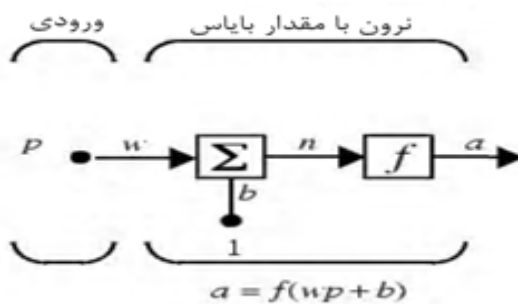 نرون با مقدار بایاس ورودی
p w Σ n f a
b
1
a = f(wp + b)